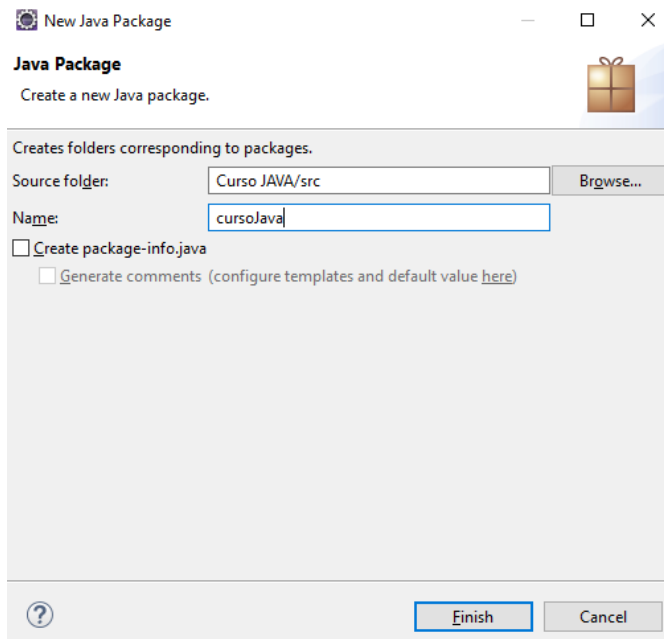 New Java Package
Java Package
Create a new Java package.
Creates folders corresponding to packages.
Source folder: Curso JAVA/src Browse...
Name: cursoJava
Create package-info.java
Generate comments (configure templates and default value here)
? Finish Cancel